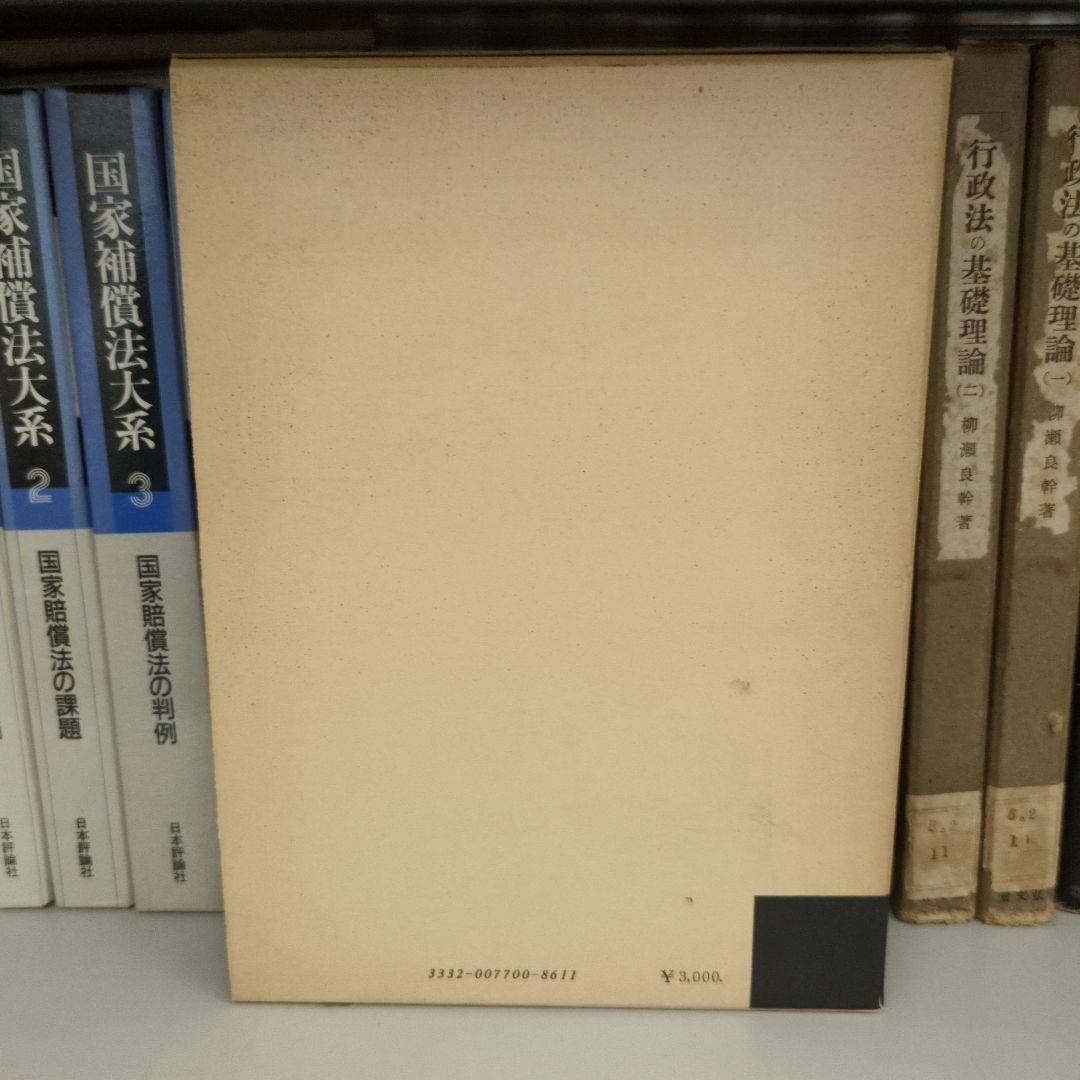 国家補償法大系
2
国家賠償法の課題
日本評論社
国家補償法大系
3
国家賠償法の判例
日本評論社
3332-007700-8611
¥3,000.
行政法の基礎理論
(二)
柳瀬良幹著
11
行政法の基礎理論
(一)
柳瀬良幹著
8.2